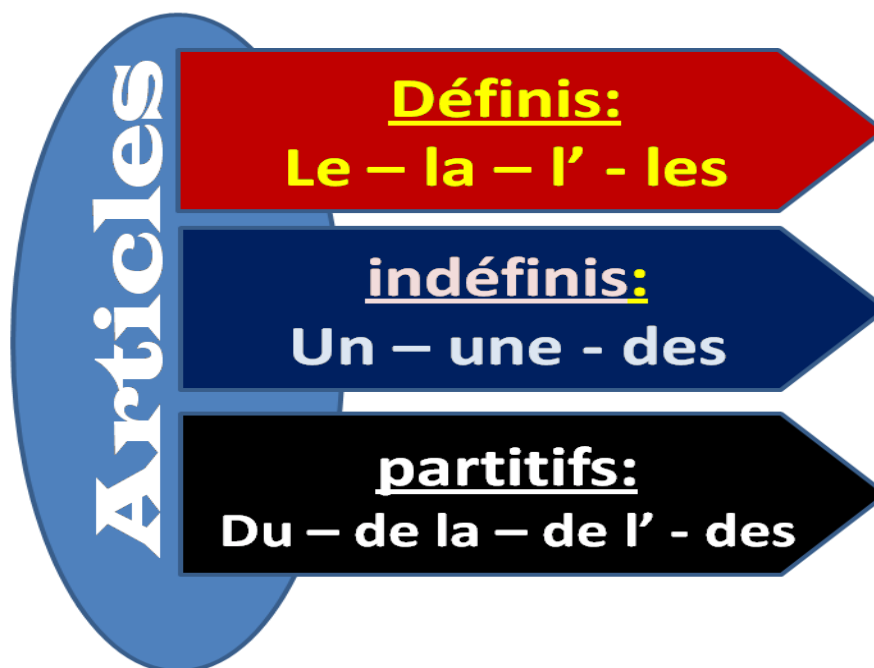 Articles
Définis:
Le – la – l’ - les
indéfinis:
Un – une - des
partitifs:
Du – de la – de l’ - des